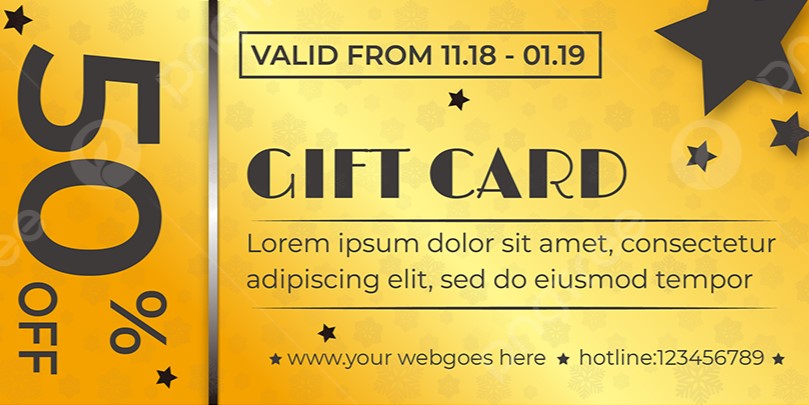 50
%
OFF
VALID FROM 11.18 - 01.19
GIFT CARD
Lorem ipsum dolor sit amet, consectetur
adipiscing elit, sed do eiusmod tempor
www.your webgoes here ★ hotline:123456789